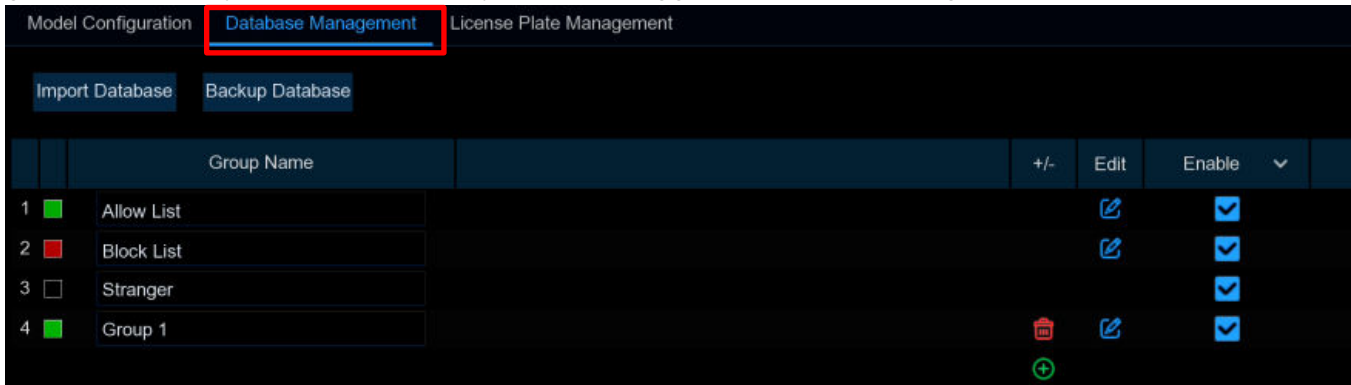 Model Configuration Database Management License Plate Management
Import Database Backup Database
Group Name +/- Edit Enable
1 Allow List
2 Block List
3 Stranger
4 Group 1